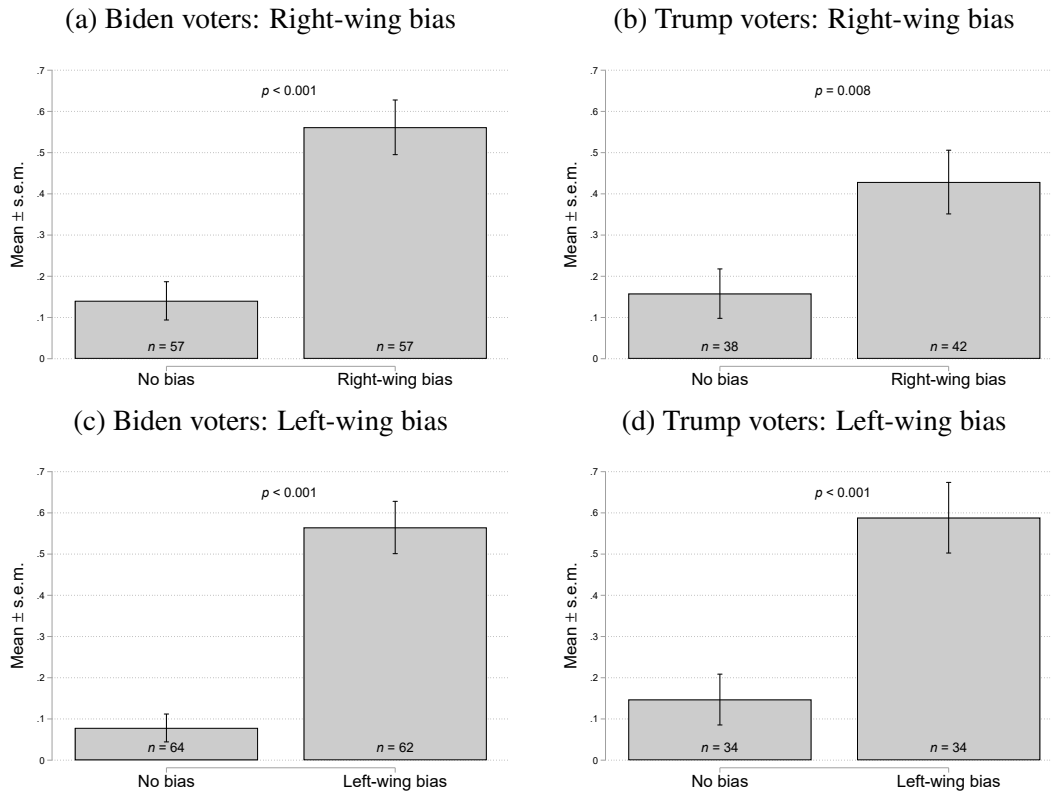 (a) Biden voters: Right-wing bias
.7
.6
.5
.4
.3
.2
.1
0
Mean ± s.e.m.
p < 0.001
n = 57
n = 57
No bias
Right-wing bias
(b) Trump voters: Right-wing bias
.7
.6
.5
.4
.3
.2
.1
0
Mean ± s.e.m.
p = 0.008
n = 38
n = 42
No bias
Right-wing bias
(c) Biden voters: Left-wing bias
.7
.6
.5
.4
.3
.2
.1
0
Mean ± s.e.m.
p < 0.001
n = 64
n = 62
No bias
Left-wing bias
(d) Trump voters: Left-wing bias
.7
.6
.5
.4
.3
.2
.1
0
Mean ± s.e.m.
p < 0.001
n = 34
n = 34
No bias
Left-wing bias